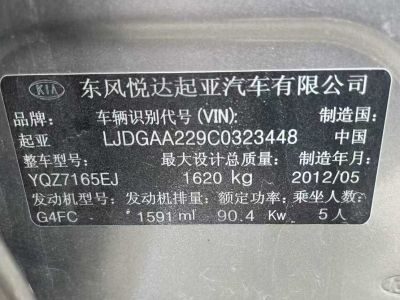 KIA 东风悦达起亚汽车有限公司
品牌: 车辆识别代号(VIN): 制造国:
起亚 LJDGAA229C0323448 中国
整车型号: 最大设计总质量: 制造年月:
YQZ7165EJ 1620 kg 2012/05
发动机型号: 发动机排量: 额定功率: 乘坐人数:
G4FC 1591 ml 90.4 Kw 5人